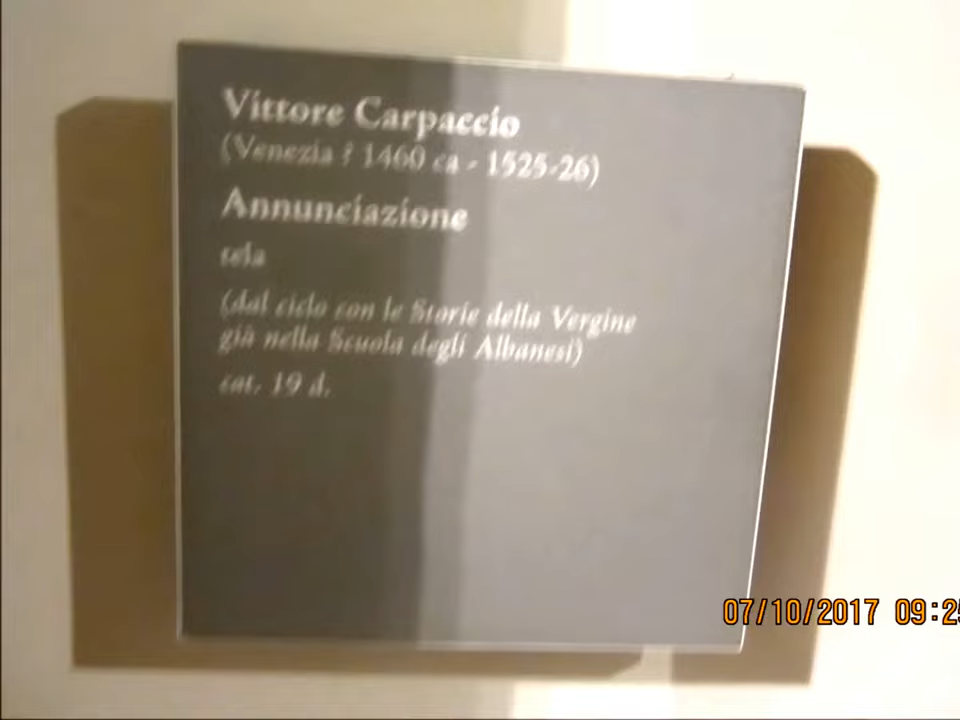 Vittore Carpaccio
(Venezia ? 1460 ca - 1525-26)
Annunciazione
tela
(dal ciclo con le Storie della Vergine
già nella Scuola degli Albanesi)
cat. 19 d.
07/10/2017 09:25